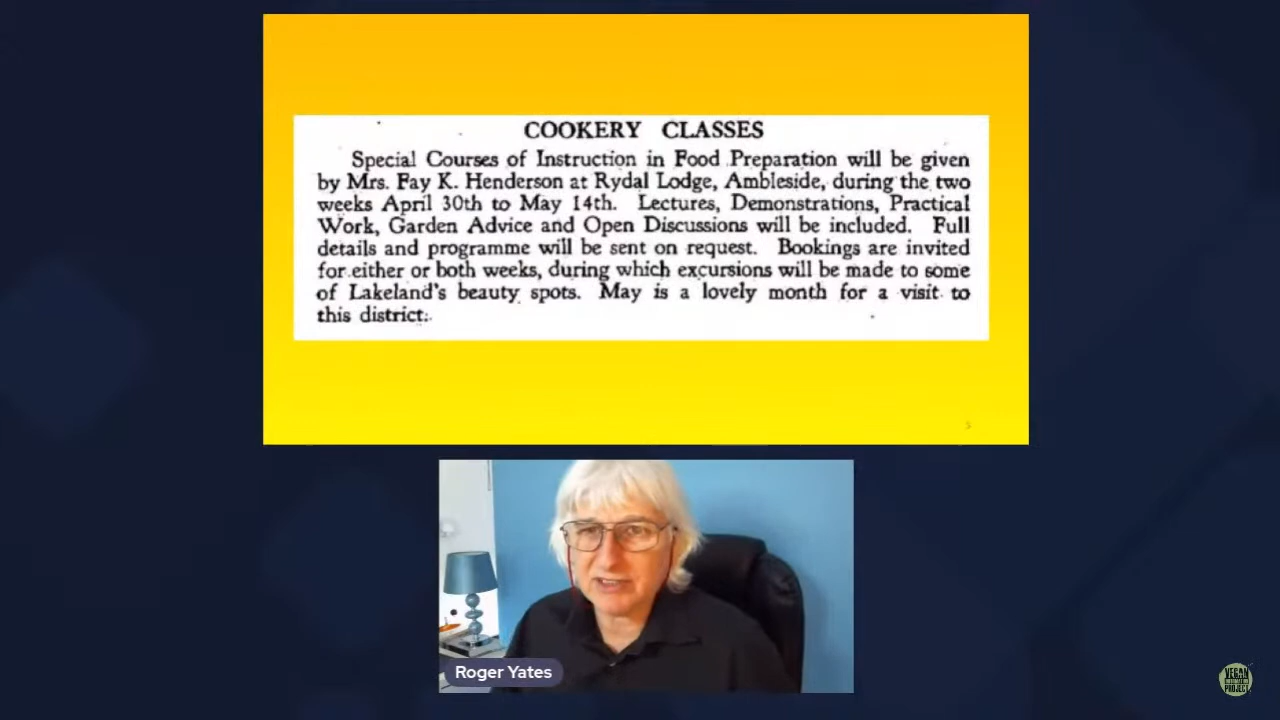 COOKERY CLASSES
Special Courses of Instruction in Food Preparation will be given
by Mrs. Fay K. Henderson at Rydal Lodge, Ambleside, during the two
weeks April 30th to May 14th. Lectures, Demonstrations, Practical
Work, Garden Advice and Open Discussions will be included. Full
details and programme will be sent on request. Bookings are invited
for either or both weeks, during which excursions will be made to some
of Lakeland's beauty spots. May is a lovely month for a visit to
this district.
5
Roger Yates
VEGAN
PROJECT